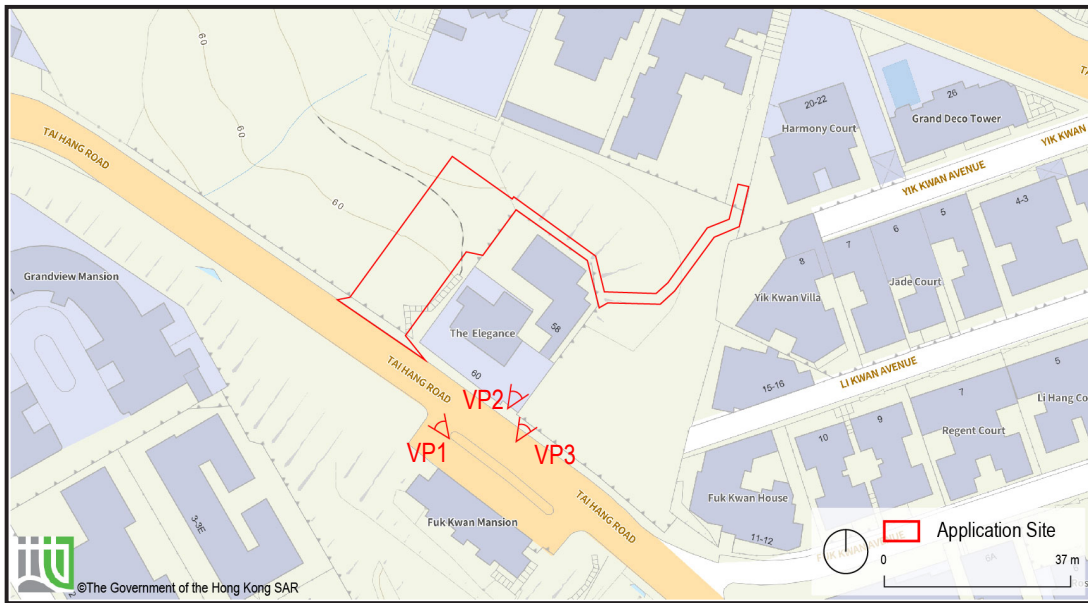 60
TAI HANG ROAD
60
60
20-22
Harmony Court
26
Grand Deco Tower
YIK KWAN
YIK KWAN AVENUE
5
4-3
6
7
8
Jade Court
Yik Kwan Villa
Grandview Mansion
The Elegance
58
60
TAI HANG ROAD
VP2
VP1
VP3
15-16
LI KWAN AVENUE
5
Li Hang Co
7
Regent Court
9
10
Fuk Kwan House
11-12
3-3E
Fuk Kwan Mansion
TAI HANG ROAD
Application Site
0
37 m
©The Government of the Hong Kong SAR